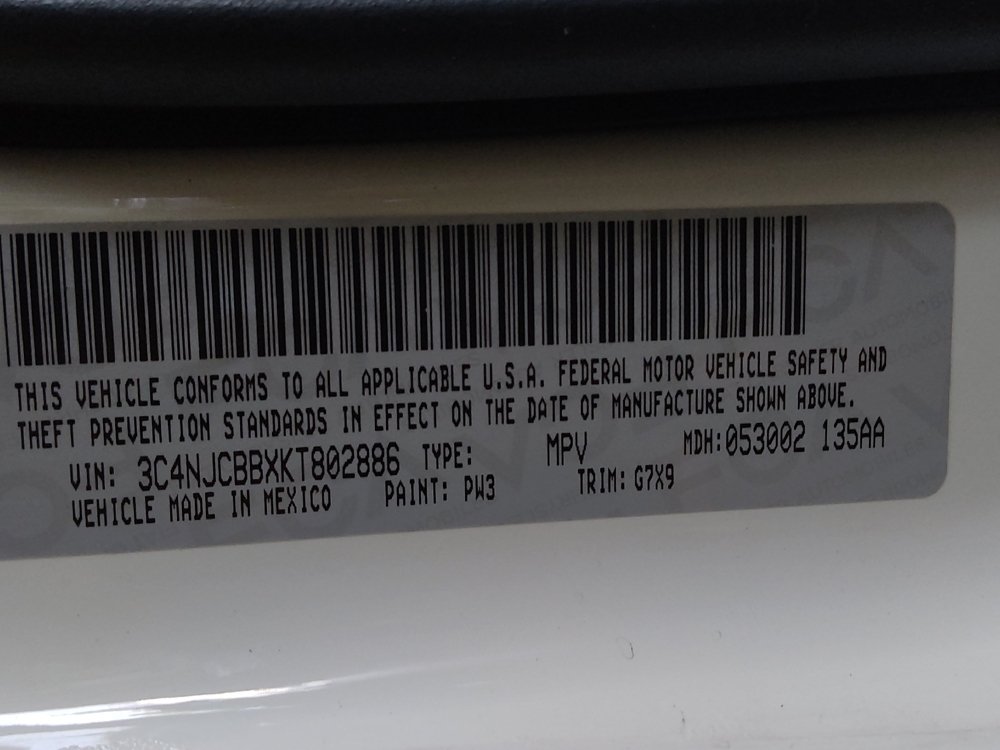 THIS VEHICLE CONFORMS TO ALL APPLICABLE U.S.A. FEDERAL MOTOR VEHICLE SAFETY AND
THEFT PREVENTION STANDARDS IN EFFECT ON THE DATE OF MANUFACTURE SHOWN ABOVE.
VIN: 3C4NJCBBXKT802886 TYPE: MPV MDH:053002 135AA
VEHICLE MADE IN MEXICO PAINT: PW3 TRIM: G7X9